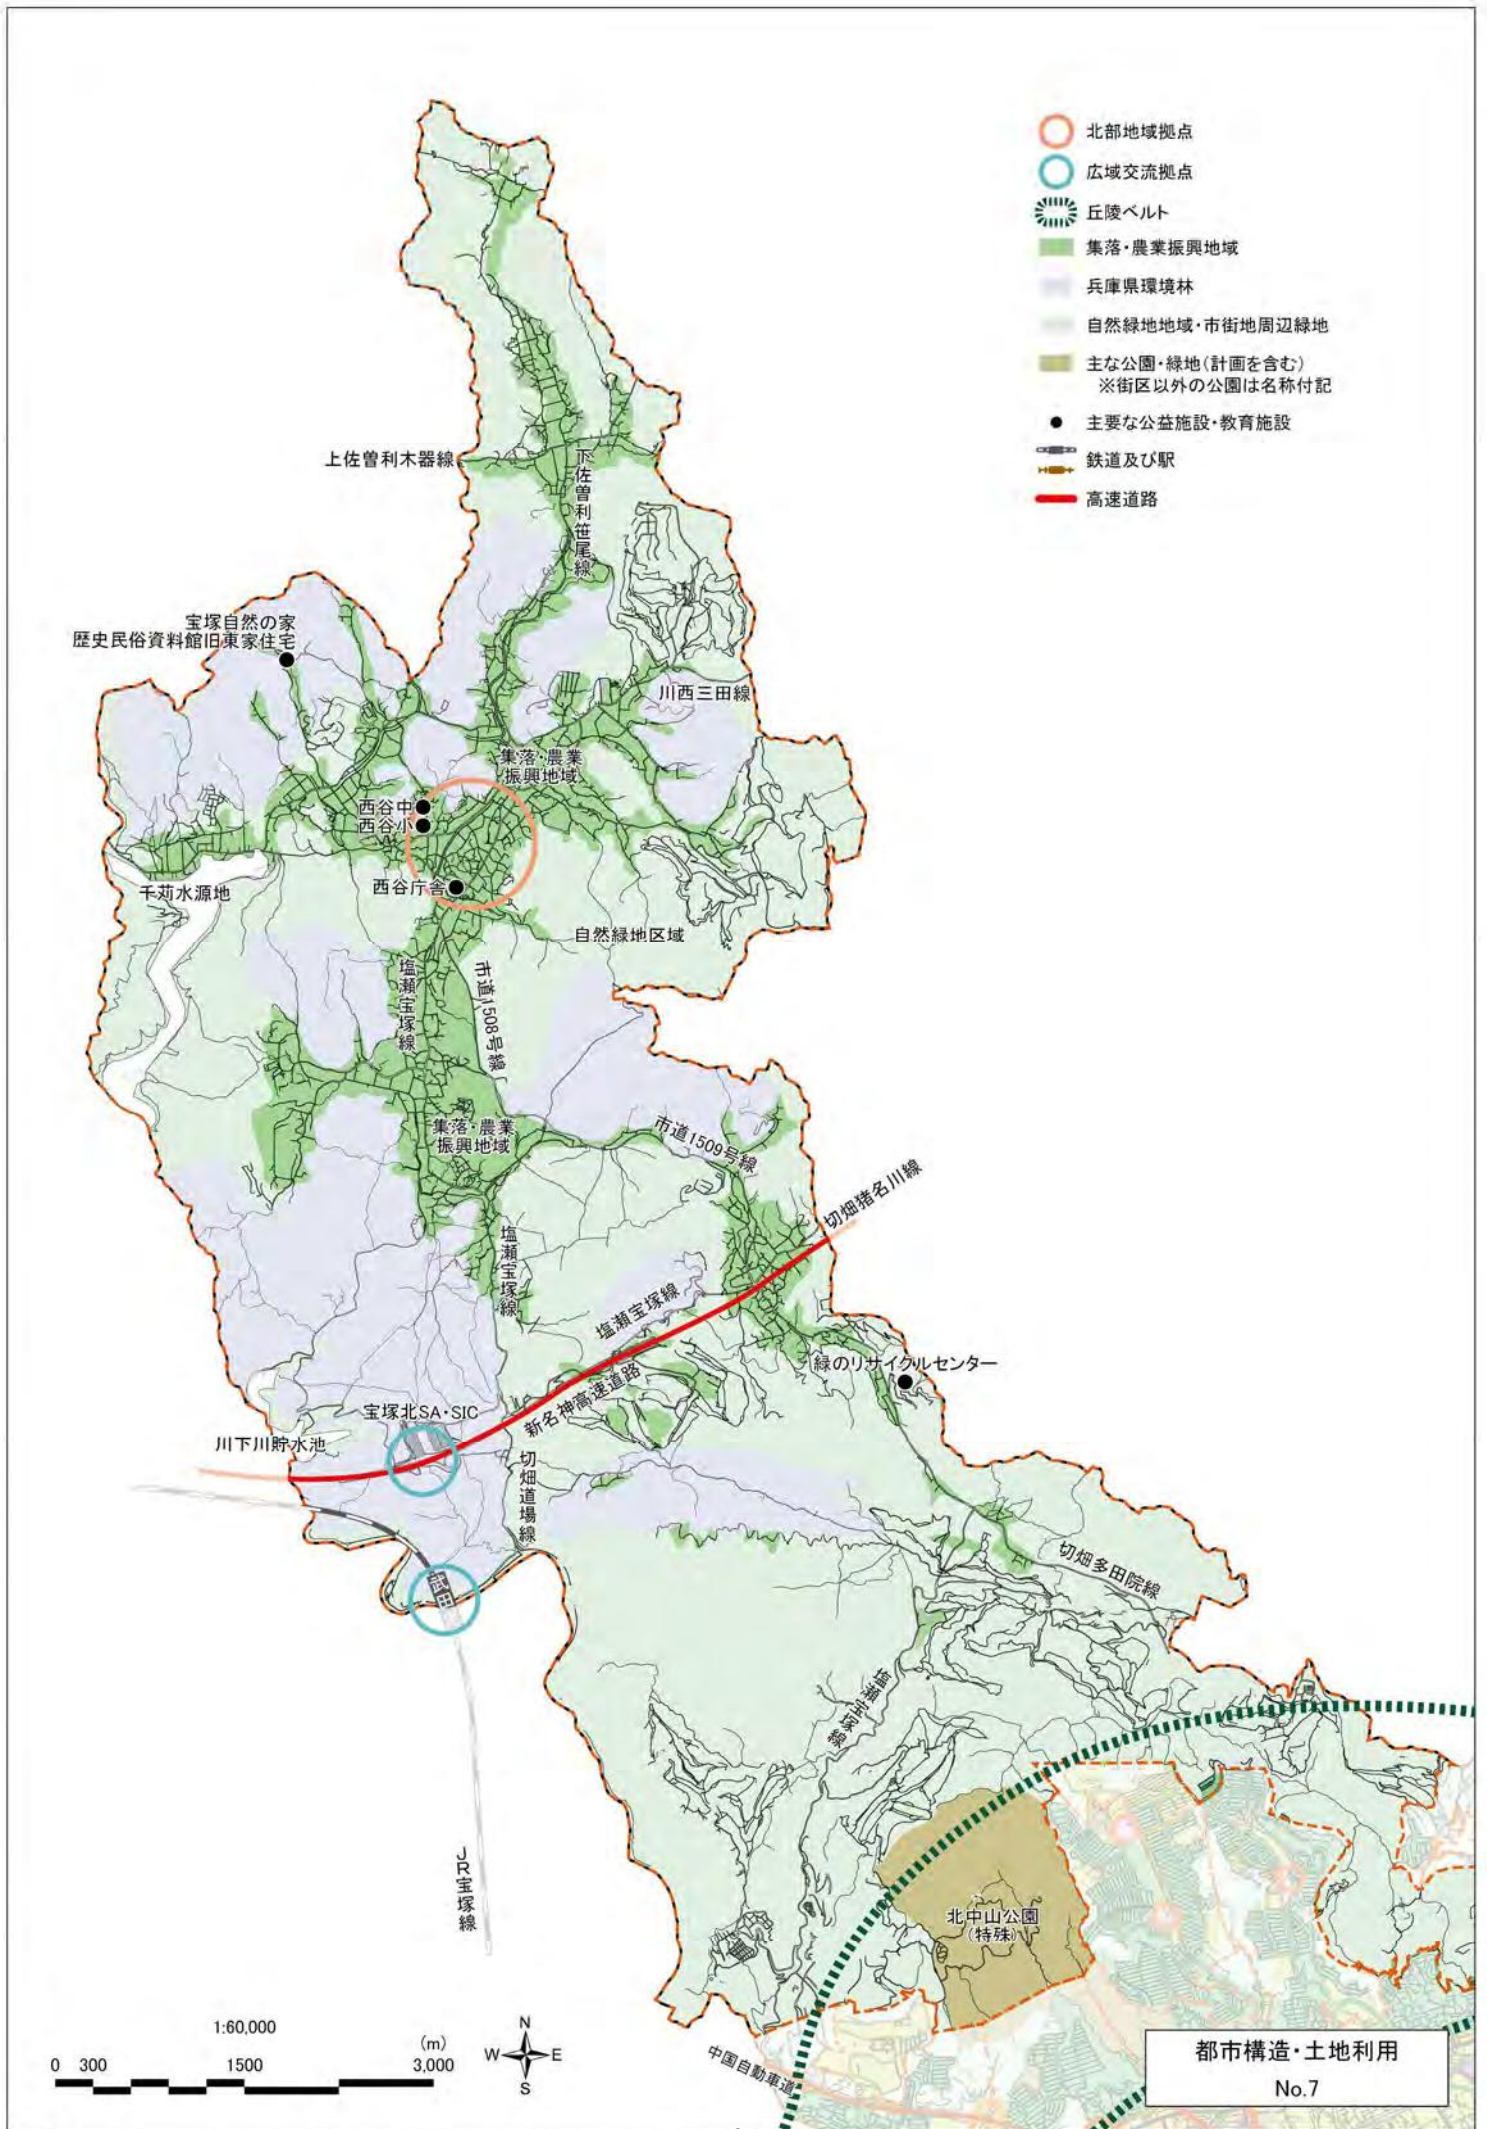 北部地域拠点
広域交流拠点
丘陵ベルト
集落・農業振興地域
兵庫県環境林
自然緑地地域・市街地周辺緑地
主な公園・緑地(計画を含む)
※街区以外の公園は名称付記
主要な公益施設・教育施設
鉄道及び駅
高速道路
上佐曽利木器線
下佐曽利笹尾線
宝塚自然の家
歴史民俗資料館旧東家住宅
川西三田線
集落・農業
振興地域
西谷中
西谷小
西谷庁舎
千苅水源地
自然緑地区域
塩瀬宝塚線
市道1508号線
集落・農業
振興地域
市道1509号線
切畑猪名川線
塩瀬宝塚線
塩瀬宝塚線
緑のリサイクルセンター
新名神高速道路
宝塚北SA・SIC
川下川貯水池
切畑道場線
切畑多田院線
武田
塩瀬宝塚線
JR宝塚線
北中山公園
(特殊)
中国自動車道
1:60,000
(m)
0 300 1500 3,000
N
W E
S
都市構造・土地利用
No.7